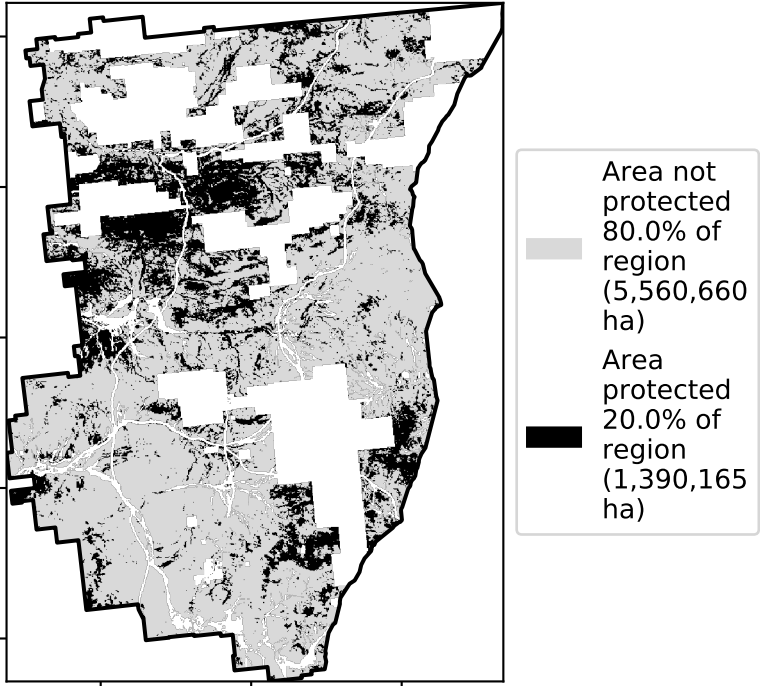 Area not
protected
80.0% of
region
(5,560,660
ha)
Area
protected
20.0% of
region
(1,390,165
ha)